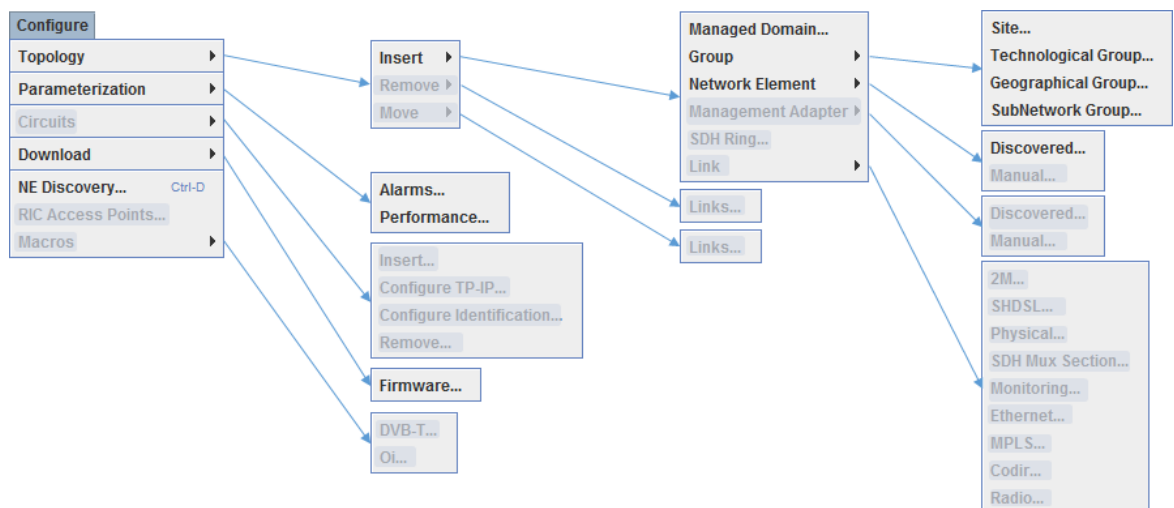 Configure
Topology
Parameterization
Circuits
Download
NE Discovery... Ctrl-D
RIC Access Points...
Macros
Insert
Remove
Move
Alarms...
Performance...
Insert...
Configure TP-IP...
Configure Identification...
Remove...
Firmware...
DVB-T...
Oi...
Managed Domain...
Group
Network Element
Management Adapter
SDH Ring...
Link
Links...
Links...
Site...
Technological Group...
Geographical Group...
SubNetwork Group...
Discovered...
Manual...
Discovered...
Manual...
2M...
SHDSL...
Physical...
SDH Mux Section...
Monitoring...
Ethernet...
MPLS...
Codir...
Radio...